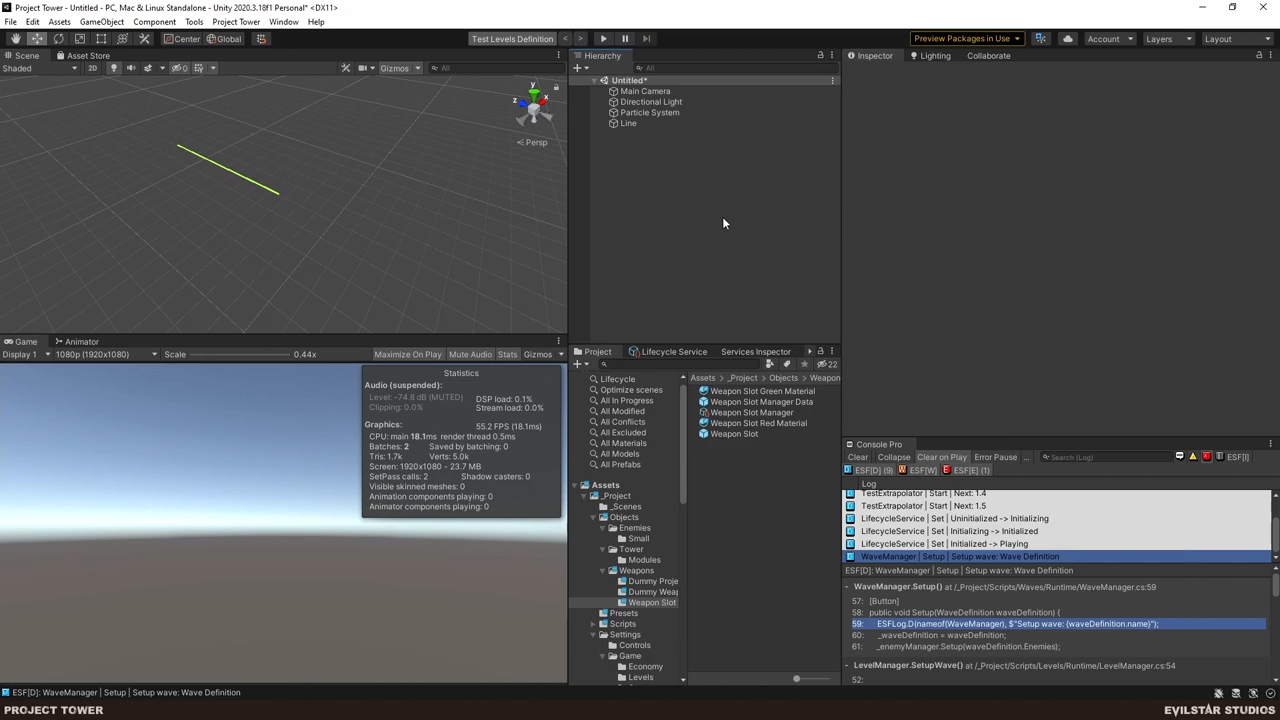 Project Tower - Untitled - PC, Mac & Linux Standalone - Unity 2020.3.18f1 Personal* <DX11>
File Edit Assets GameObject Component Tools Project Tower Window Help
Center Global Test Levels Definition Preview Packages in Use Account Layers Layout
Scene Asset Store
Shaded 2D 0 Gizmos All
y
z x
Persp
Hierarchy
All
Untitled*
Main Camera
Directional Light
Particle System
Line
Inspector Lighting Collaborate
Game Animator
Display 1 1080p (1920x1080) Scale 0.44x Maximize On Play Mute Audio Stats Gizmos
Statistics
Audio (suspended):
Level: -74.8 dB (MUTED) DSP load: 0.1%
Clipping: 0.0% Stream load: 0.0%
Graphics: 55.2 FPS (18.1ms)
CPU: main 18.1ms render thread 0.5ms
Batches: 2 Saved by batching: 0
Tris: 1.7k Verts: 5.0k
Screen: 1920x1080 - 23.7 MB
SetPass calls: 2 Shadow casters: 0
Visible skinned meshes: 0
Animation components playing: 0
Animator components playing: 0
Project Lifecycle Service Services Inspector
22
Lifecycle
Optimize scenes
All In Progress
All Modified
All Conflicts
All Excluded
All Materials
All Models
All Prefabs
Assets
_Project
_Scenes
Objects
Enemies
Small
Tower
Modules
Weapons
Dummy Proje
Dummy Weap
Weapon Slot
Presets
Scripts
Settings
Controls
Game
Economy
Levels
Assets > _Project > Objects > Weapon
Weapon Slot Green Material
Weapon Slot Manager Data
Weapon Slot Manager
Weapon Slot Red Material
Weapon Slot
Console Pro
Clear Collapse Clear on Play Error Pause ... Search (Log) ESF[I]
ESF[D] (9) ESF[W] ESF[E] (1)
Log
TestExtrapolator | Start | Next: 1.4
TestExtrapolator | Start | Next: 1.5
LifecycleService | Set | Uninitialized -> Initializing
LifecycleService | Set | Initializing -> Initialized
LifecycleService | Set | Initialized -> Playing
WaveManager | Setup | Setup wave: Wave Definition
ESF[D]: WaveManager | Setup | Setup wave: Wave Definition
- WaveManager.Setup() at /_Project/Scripts/Waves/Runtime/WaveManager.cs:59
57: [Button]
58: public void Setup(WaveDefinition waveDefinition) {
59: ESFLog.D(nameof(WaveManager), $"Setup wave: {waveDefinition.name}");
60: _waveDefinition = waveDefinition;
61: _enemyManager.Setup(waveDefinition.Enemies);
- LevelManager.SetupWave() at /_Project/Scripts/Levels/Runtime/LevelManager.cs:54
52:
ESF[D]: WaveManager | Setup | Setup wave: Wave Definition
PROJECT TOWER
EVILSTAR STUDIOS